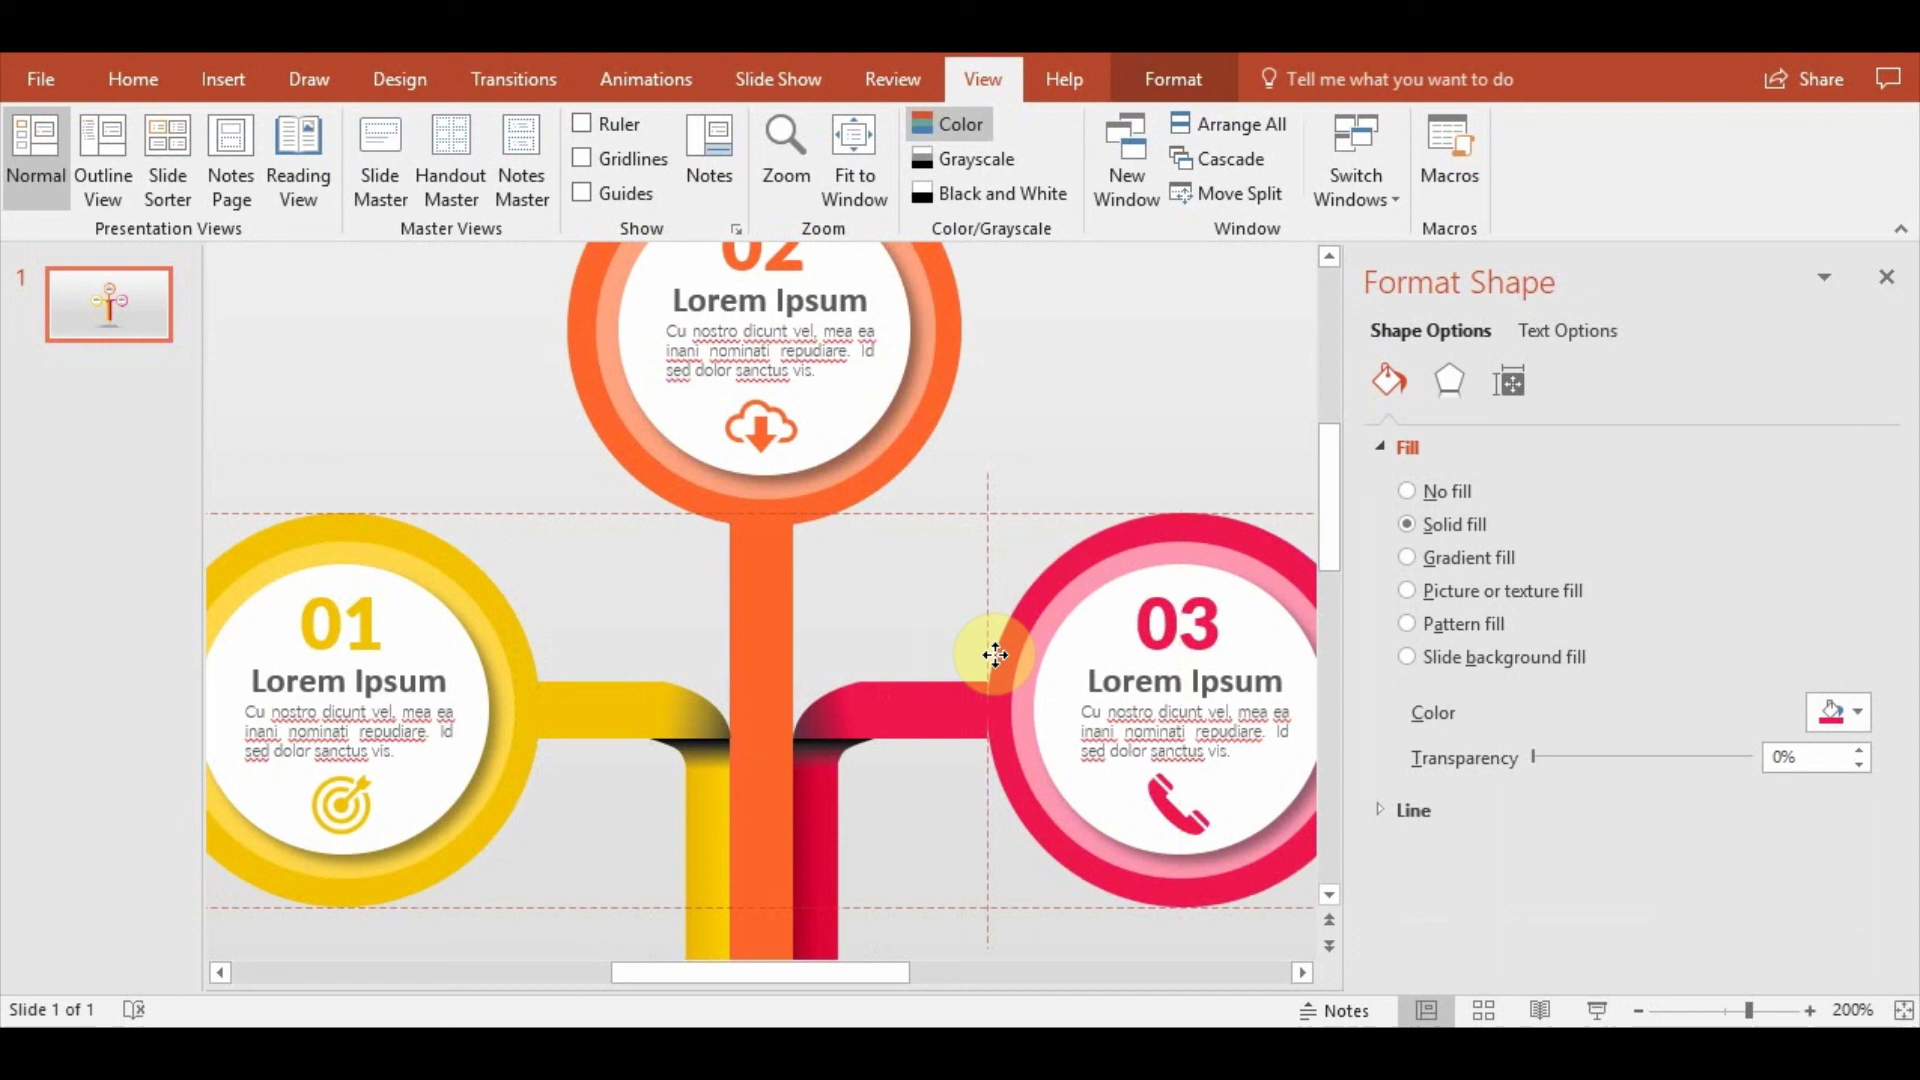 File Home Insert Draw Design Transitions Animations Slide Show Review View Help Format Tell me what you want to do Share
Normal
Outline View
Slide Sorter
Notes Page
Reading View
Presentation Views
Slide Master
Handout Master
Notes Master
Master Views
Ruler
Gridlines
Guides
Show
Notes
Zoom
Fit to Window
Zoom
Color
Grayscale
Black and White
Color/Grayscale
New Window
Arrange All
Cascade
Move Split
Switch Windows
Window
Macros
Macros
1
02
Lorem Ipsum
Cu nostro dicunt vel, mea ea
inani nominati repudiare. Id
sed dolor sanctus vis.
01
Lorem Ipsum
Cu nostro dicunt vel, mea ea
inani nominati repudiare. Id
sed dolor sanctus vis.
03
Lorem Ipsum
Cu nostro dicunt vel, mea ea
inani nominati repudiare. Id
sed dolor sanctus vis.
Format Shape
Shape Options Text Options
Fill
No fill
Solid fill
Gradient fill
Picture or texture fill
Pattern fill
Slide background fill
Color
Transparency 0%
Line
Slide 1 of 1
Notes
200%